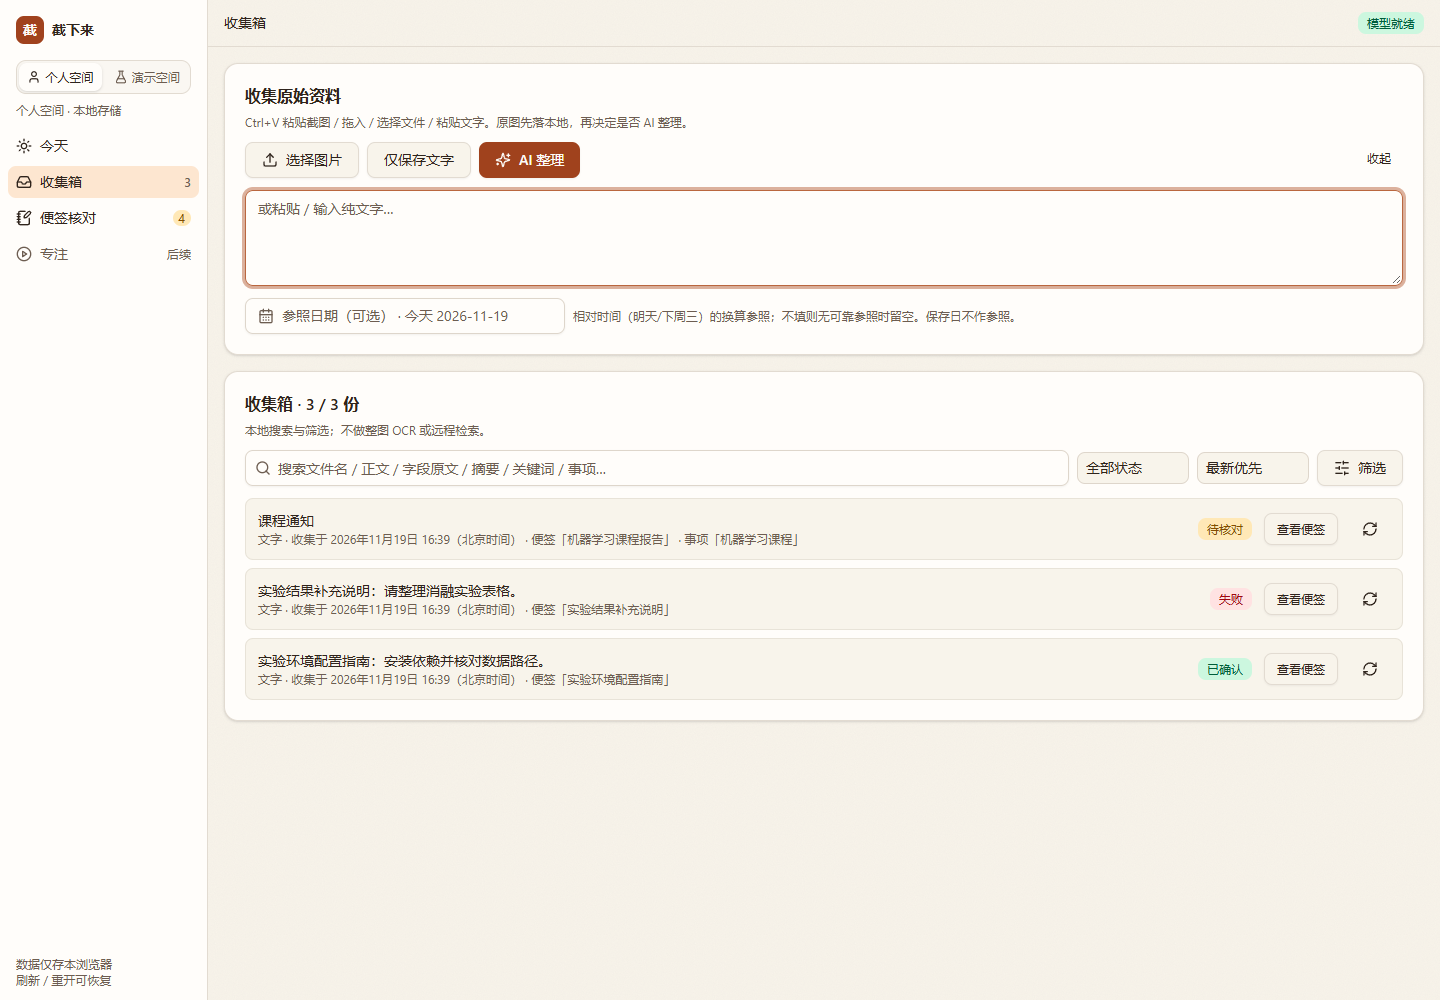 截 截下来
个人空间 演示空间
个人空间 · 本地存储
今天
收集箱 3
便签核对 4
专注 后续
数据仅存本浏览器
刷新 / 重开可恢复
收集箱 模型就绪
收集原始资料
Ctrl+V 粘贴截图 / 拖入 / 选择文件 / 粘贴文字。原图先落本地，再决定是否 AI 整理。
选择图片 仅保存文字 AI 整理 收起
或粘贴 / 输入纯文字...
参照日期（可选） · 今天 2026-11-19 相对时间（明天/下周三）的换算参照；不填则无可靠参照时留空。保存日不作参照。
收集箱 · 3 / 3 份
本地搜索与筛选；不做整图 OCR 或远程检索。
搜索文件名 / 正文 / 字段原文 / 摘要 / 关键词 / 事项... 全部状态 最新优先 筛选
课程通知
文字 · 收集于 2026年11月19日 16:39（北京时间） · 便签「机器学习课程报告」 · 事项「机器学习课程」
待核对 查看便签
实验结果补充说明：请整理消融实验表格。
文字 · 收集于 2026年11月19日 16:39（北京时间） · 便签「实验结果补充说明」
失败 查看便签
实验环境配置指南：安装依赖并核对数据路径。
文字 · 收集于 2026年11月19日 16:39（北京时间） · 便签「实验环境配置指南」
已确认 查看便签